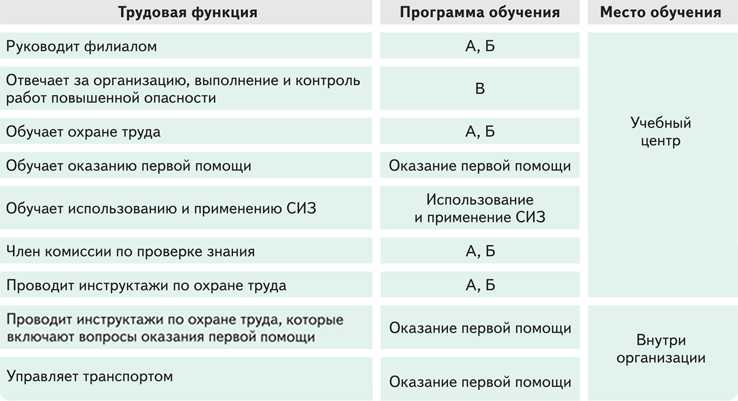 Трудовая функция
Программа обучения
Место обучения
Руководит филиалом
А, Б
Отвечает за организацию, выполнение и контроль
работ повышенной опасности
В
Обучает охране труда
А, Б
Учебный
центр
Обучает оказанию первой помощи
Оказание первой помощи
Обучает использованию и применению СИЗ
Использование
и применение СИЗ
Член комиссии по проверке знания
А, Б
Проводит инструктажи по охране труда
А, Б
Проводит инструктажи по охране труда, которые
включают вопросы оказания первой помощи
Оказание первой помощи
Внутри
организации
Управляет транспортом
Оказание первой помощи